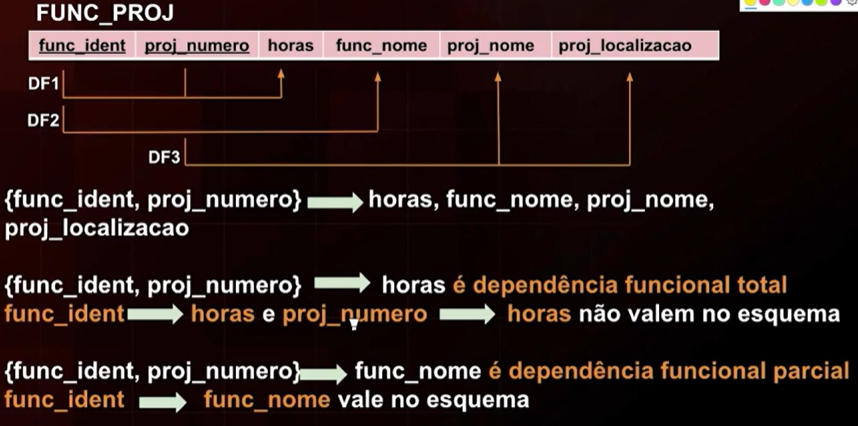 FUNC_PROJ
func_ident proj_numero horas func_nome proj_nome proj_localizacao
DF1
DF2
DF3
{func_ident, proj_numero} horas, func_nome, proj_nome,
proj_localizacao
{func_ident, proj_numero} horas é dependência funcional total
func_ident horas e proj_numero horas não valem no esquema
{func_ident, proj_numero} func_nome é dependência funcional parcial
func_ident func_nome vale no esquema